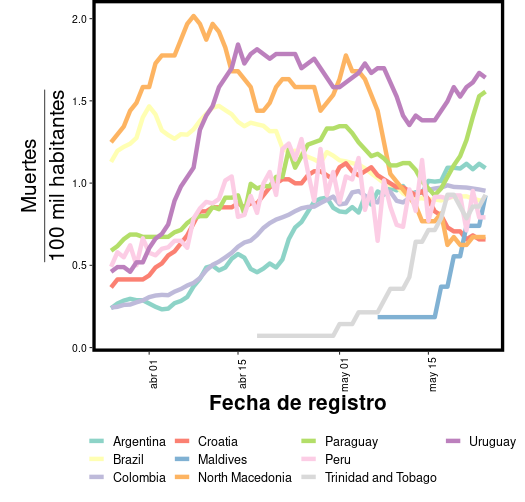 Muertes
100 mil habitantes
2.0
1.5
1.0
0.5
0.0
abr 01
abr 15
may 01
may 15
Fecha de registro
Argentina
Croatia
Paraguay
Uruguay
Brazil
Maldives
Peru
Colombia
North Macedonia
Trinidad and Tobago